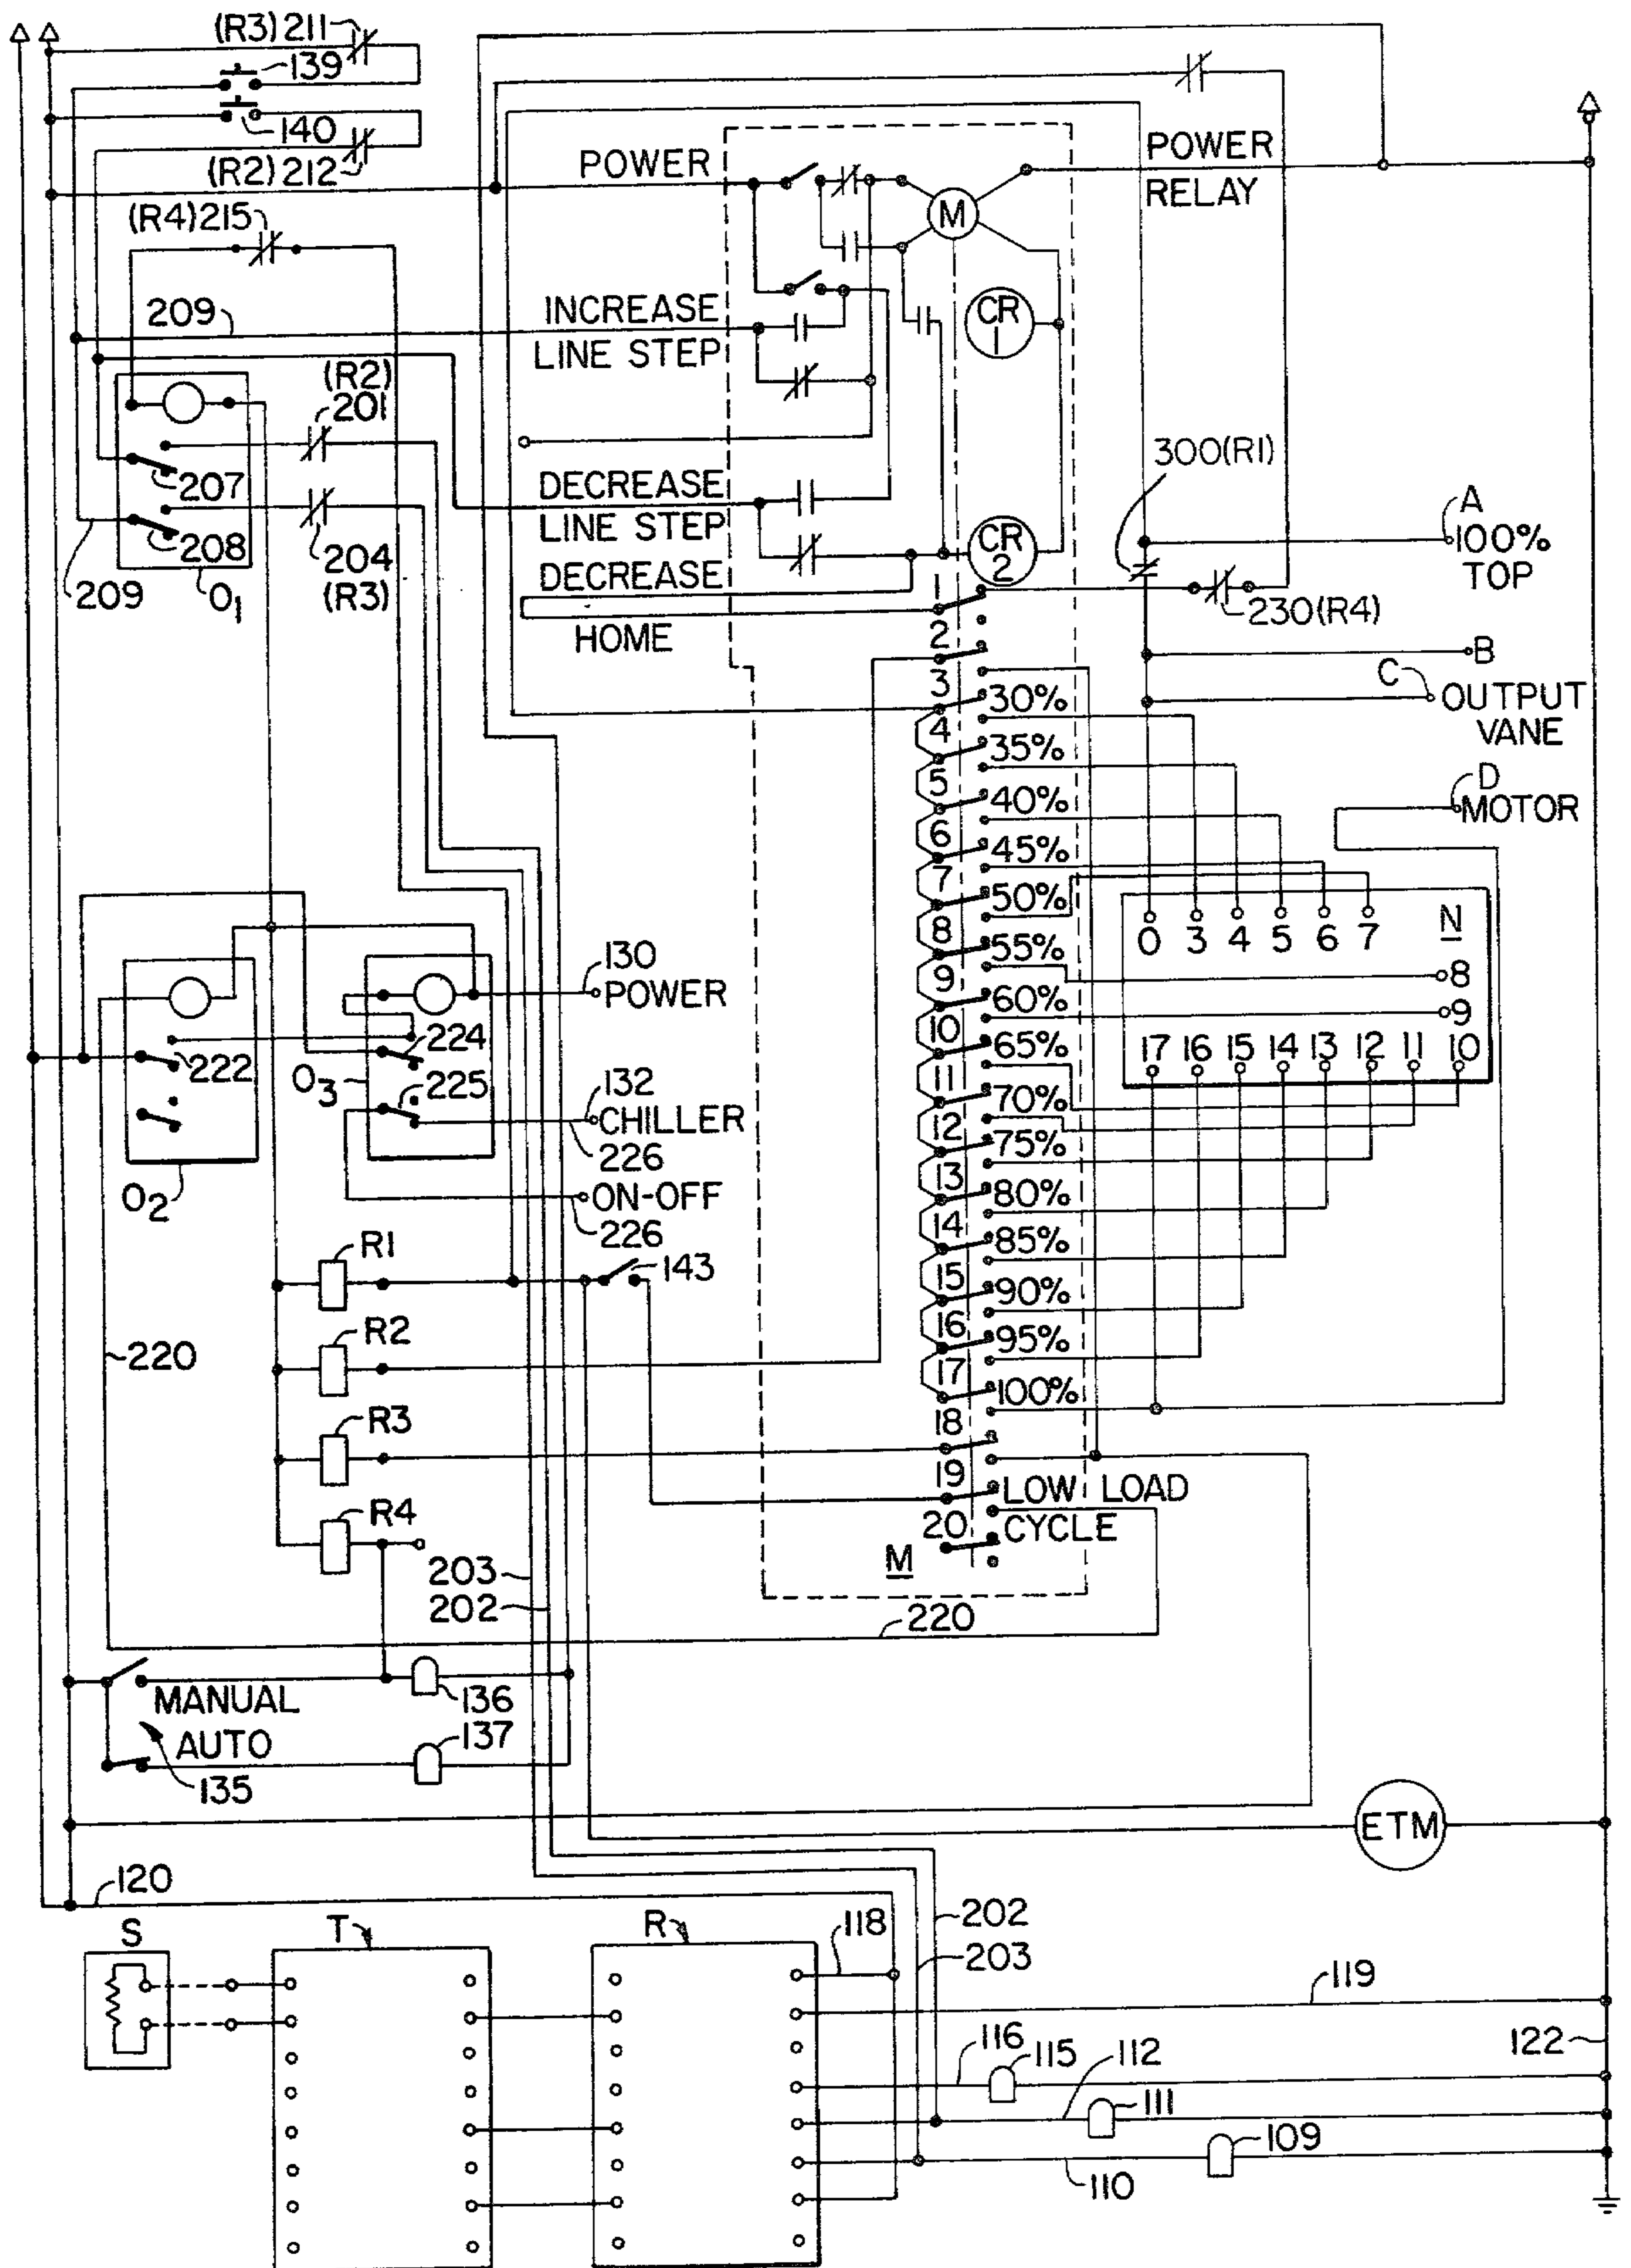 (R3) 211
139
140
(R2) 212
POWER
POWER
RELAY
M
(R4) 215
209
INCREASE
LINE STEP
CR
1
(R2)
201
207
300(R1)
DECREASE
LINE STEP
A
100%
TOP
208
204
(R3)
CR
2
209
O1
DECREASE
HOME
1
230(R4)
2
B
3
30%
C
OUTPUT
VANE
4
35%
5
40%
D
MOTOR
6
45%
7
50%
8
55%
9
60%
10
65%
11
70%
12
75%
13
80%
14
85%
15
90%
16
95%
17
100%
18
19
LOW LOAD
CYCLE
20
M
N
0 3 4 5 6 7
8
9
17 16 15 14 13 12 11 10
130
POWER
222
224
O3
225
132
CHILLER
226
O2
ON-OFF
226
R1
143
R2
220
R3
R4
203
202
220
MANUAL
136
AUTO
137
135
ETM
120
S
T
R
118
202
203
119
116
115
112
122
111
109
110